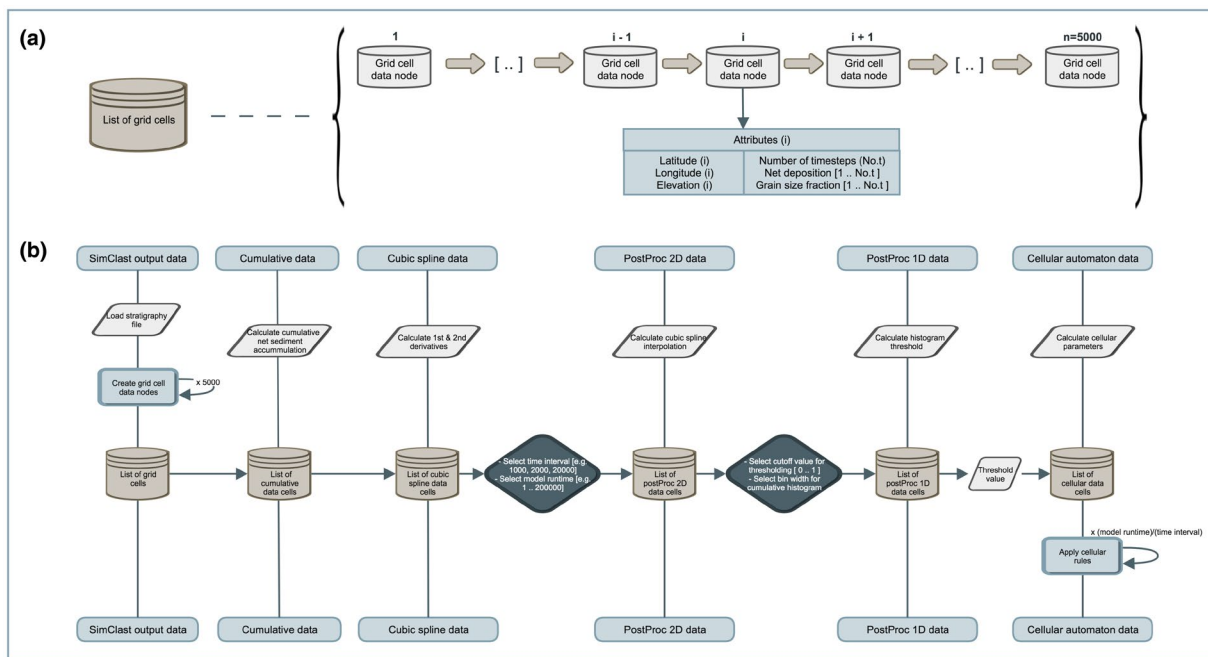 (a)
1
i - 1
i
i + 1
n=5000
List of grid cells
Grid cell
data node
[ .. ]
Grid cell
data node
Grid cell
data node
Grid cell
data node
[ .. ]
Grid cell
data node
Attributes (i)
Latitude (i)
Longitude (i)
Elevation (i)
Number of timesteps (No.t)
Net deposition [1 .. No.t ]
Grain size fraction [1 .. No.t ]
(b)
SimClast output data
Cumulative data
Cubic spline data
PostProc 2D data
PostProc 1D data
Cellular automaton data
Load stratigraphy
file
Calculate cumulative
net sediment
accummulation
Calculate 1st & 2nd
derivatives
Calculate cubic spline
interpolation
Calculate histogram
threshold
Calculate cellular
parameters
Create grid cell
data nodes
x 5000
List of grid
cells
List of
cumulative
data cells
List of cubic
spline data
cells
- Select time interval [e.g.
1000, 2000, 20000]
- Select model runtime [e.g.
1 .. 200000]
List of
postProc 2D
data cells
- Select cutoff value for
thresholding [ 0 .. 1 ]
- Select bin width for
cumulative histogram
List of
postProc 1D
data cells
Threshold
value
List of
cellular data
cells
x (model runtime)/(time interval)
Apply cellular
rules
SimClast output data
Cumulative data
Cubic spline data
PostProc 2D data
PostProc 1D data
Cellular automaton data